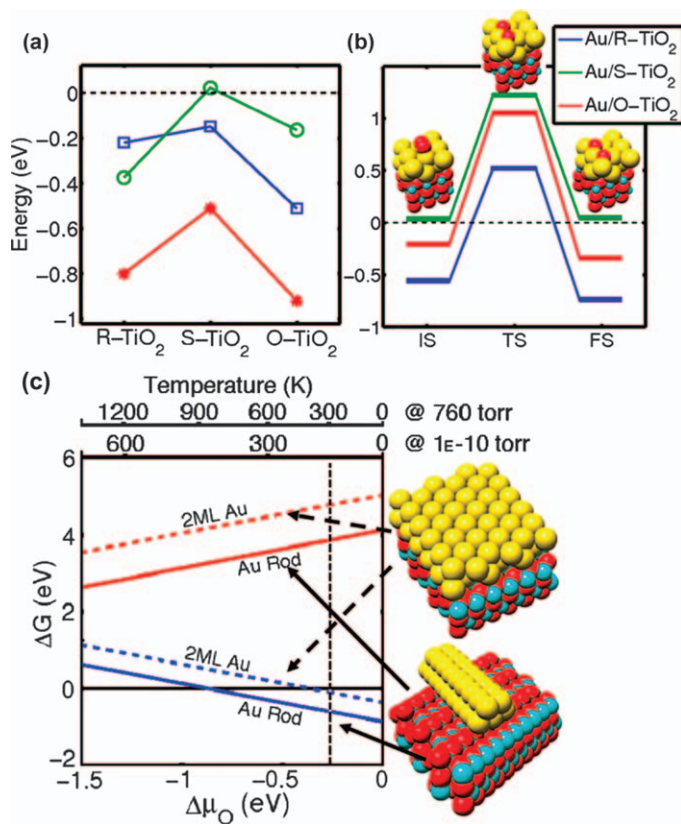 (a)
Energy (eV)
0
−0.2
−0.4
−0.6
−0.8
−1
R−TiO₂ S−TiO₂ O−TiO₂
(b)
Au/R−TiO₂
Au/S−TiO₂
Au/O−TiO₂
1
0.5
0
−0.5
−1
IS TS FS
(c)
Temperature (K)
1200 900 600 300 0 @ 760 torr
600 300 0 @ 1E-10 torr
ΔG (eV)
6
4
2
0
−2
2ML Au
Au Rod
2ML Au
Au Rod
−1.5 −1 −0.5 0
Δμ_O (eV)